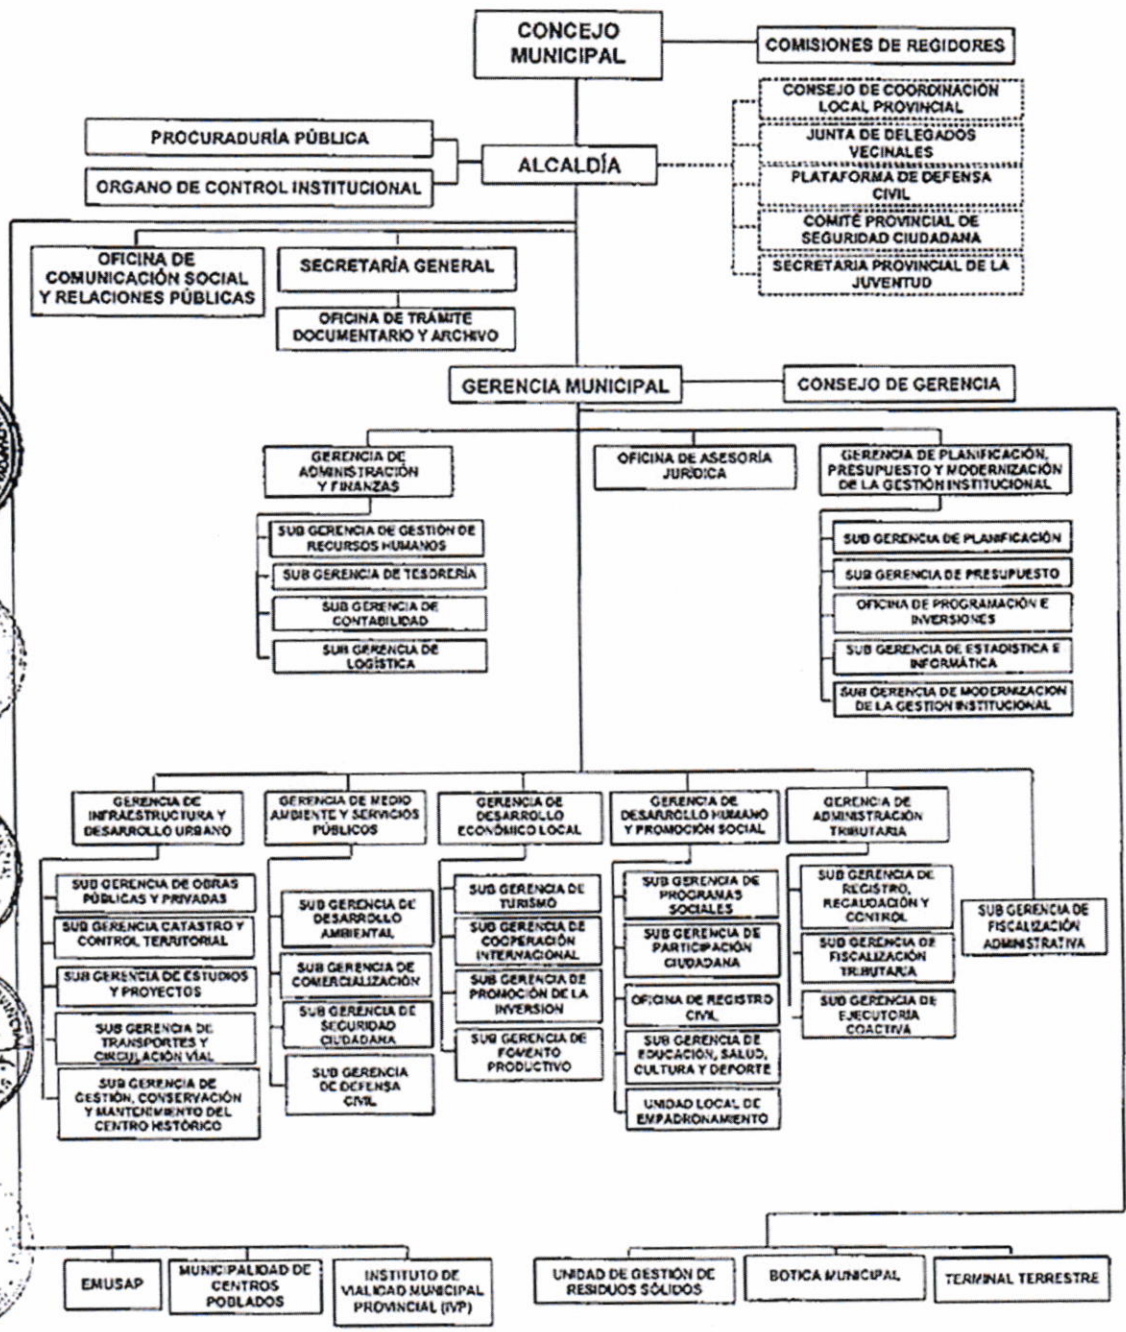 CONCEJO
MUNICIPAL
COMISIONES DE REGIDORES
CONSEJO DE COORDINACIÓN
LOCAL PROVINCIAL
JUNTA DE DELEGADOS
VECINALES
PLATAFORMA DE DEFENSA
CIVIL
COMITÉ PROVINCIAL DE
SEGURIDAD CIUDADANA
SECRETARIA PROVINCIAL DE LA
JUVENTUD
PROCURADURÍA PÚBLICA
ORGANO DE CONTROL INSTITUCIONAL
ALCALDÍA
OFICINA DE
COMUNICACIÓN SOCIAL
Y RELACIONES PÚBLICAS
SECRETARÍA GENERAL
OFICINA DE TRÁMITE
DOCUMENTARIO Y ARCHIVO
GERENCIA MUNICIPAL
CONSEJO DE GERENCIA
GERENCIA DE
ADMINISTRACIÓN
Y FINANZAS
SUB GERENCIA DE GESTIÓN DE
RECURSOS HUMANOS
SUB GERENCIA DE TESORERÍA
SUB GERENCIA DE
CONTABILIDAD
SUB GERENCIA DE
LOGÍSTICA
OFICINA DE ASESORÍA
JURÍDICA
GERENCIA DE PLANIFICACIÓN,
PRESUPUESTO Y MODERNIZACIÓN
DE LA GESTIÓN INSTITUCIONAL
SUB GERENCIA DE PLANIFICACIÓN
SUB GERENCIA DE PRESUPUESTO
OFICINA DE PROGRAMACIÓN E
INVERSIONES
SUB GERENCIA DE ESTADÍSTICA E
INFORMÁTICA
SUB GERENCIA DE MODERNIZACION
DE LA GESTION INSTITUCIONAL
GERENCIA DE
INFRAESTRUCTURA Y
DESARROLLO URBANO
SUB GERENCIA DE OBRAS
PÚBLICAS Y PRIVADAS
SUB GERENCIA CATASTRO Y
CONTROL TERRITORIAL
SUB GERENCIA DE ESTUDIOS
Y PROYECTOS
SUB GERENCIA DE
TRANSPORTES Y
CIRCULACIÓN VIAL
SUB GERENCIA DE
GESTIÓN, CONSERVACIÓN
Y MANTENIMIENTO DEL
CENTRO HISTÓRICO
GERENCIA DE MEDIO
AMBIENTE Y SERVICIOS
PÚBLICOS
SUB GERENCIA DE
DESARROLLO
AMBIENTAL
SUB GERENCIA DE
COMERCIALIZACIÓN
SUB GERENCIA DE
SEGURIDAD
CIUDADANA
SUB GERENCIA
DE DEFENSA
CIVIL
GERENCIA DE
DESARROLLO
ECONÓMICO LOCAL
SUB GERENCIA DE
TURISMO
SUB GERENCIA DE
COOPERACIÓN
INTERNACIONAL
SUB GERENCIA DE
PROMOCIÓN DE LA
INVERSION
SUB GERENCIA DE
FOMENTO
PRODUCTIVO
GERENCIA DE
DESARROLLO HUMANO
Y PROMOCIÓN SOCIAL
SUB GERENCIA DE
PROGRAMAS
SOCIALES
SUB GERENCIA DE
PARTICIPACIÓN
CIUDADANA
OFICINA DE REGISTRO
CIVIL
SUB GERENCIA DE
EDUCACIÓN, SALUD,
CULTURA Y DEPORTE
UNIDAD LOCAL DE
EMPADRONAMIENTO
GERENCIA DE
ADMINISTRACIÓN
TRIBUTARIA
SUB GERENCIA DE
REGISTRO,
RECAUDACIÓN Y
CONTROL
SUB GERENCIA DE
FISCALIZACIÓN
TRIBUTARIA
SUB GERENCIA DE
EJECUTORÍA
COACTIVA
SUB GERENCIA DE
FISCALIZACIÓN
ADMINISTRATIVA
EMUSAP
MUNICIPALIDAD DE
CENTROS
POBLADOS
INSTITUTO DE
VIALIDAD MUNICIPAL
PROVINCIAL (IVP)
UNIDAD DE GESTIÓN DE
RESIDUOS SÓLIDOS
BOTICA MUNICIPAL
TERMINAL TERRESTRE